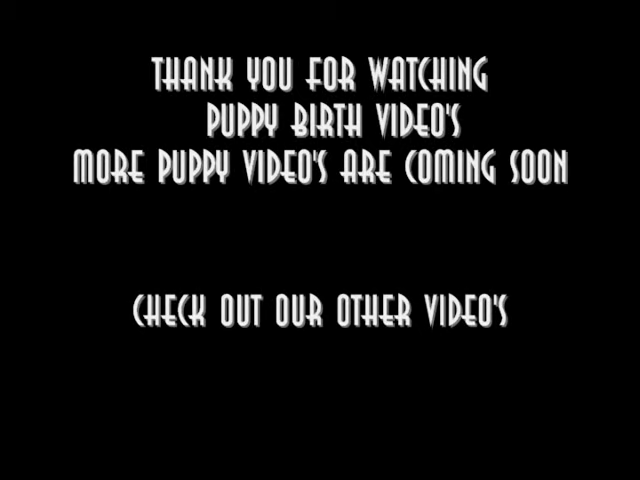 THANK YOU FOR WATCHING
PUPPY BIRTH VIDEO'S
MORE PUPPY VIDEO'S ARE COMING SOON
CHECK OUT OUR OTHER VIDEO'S